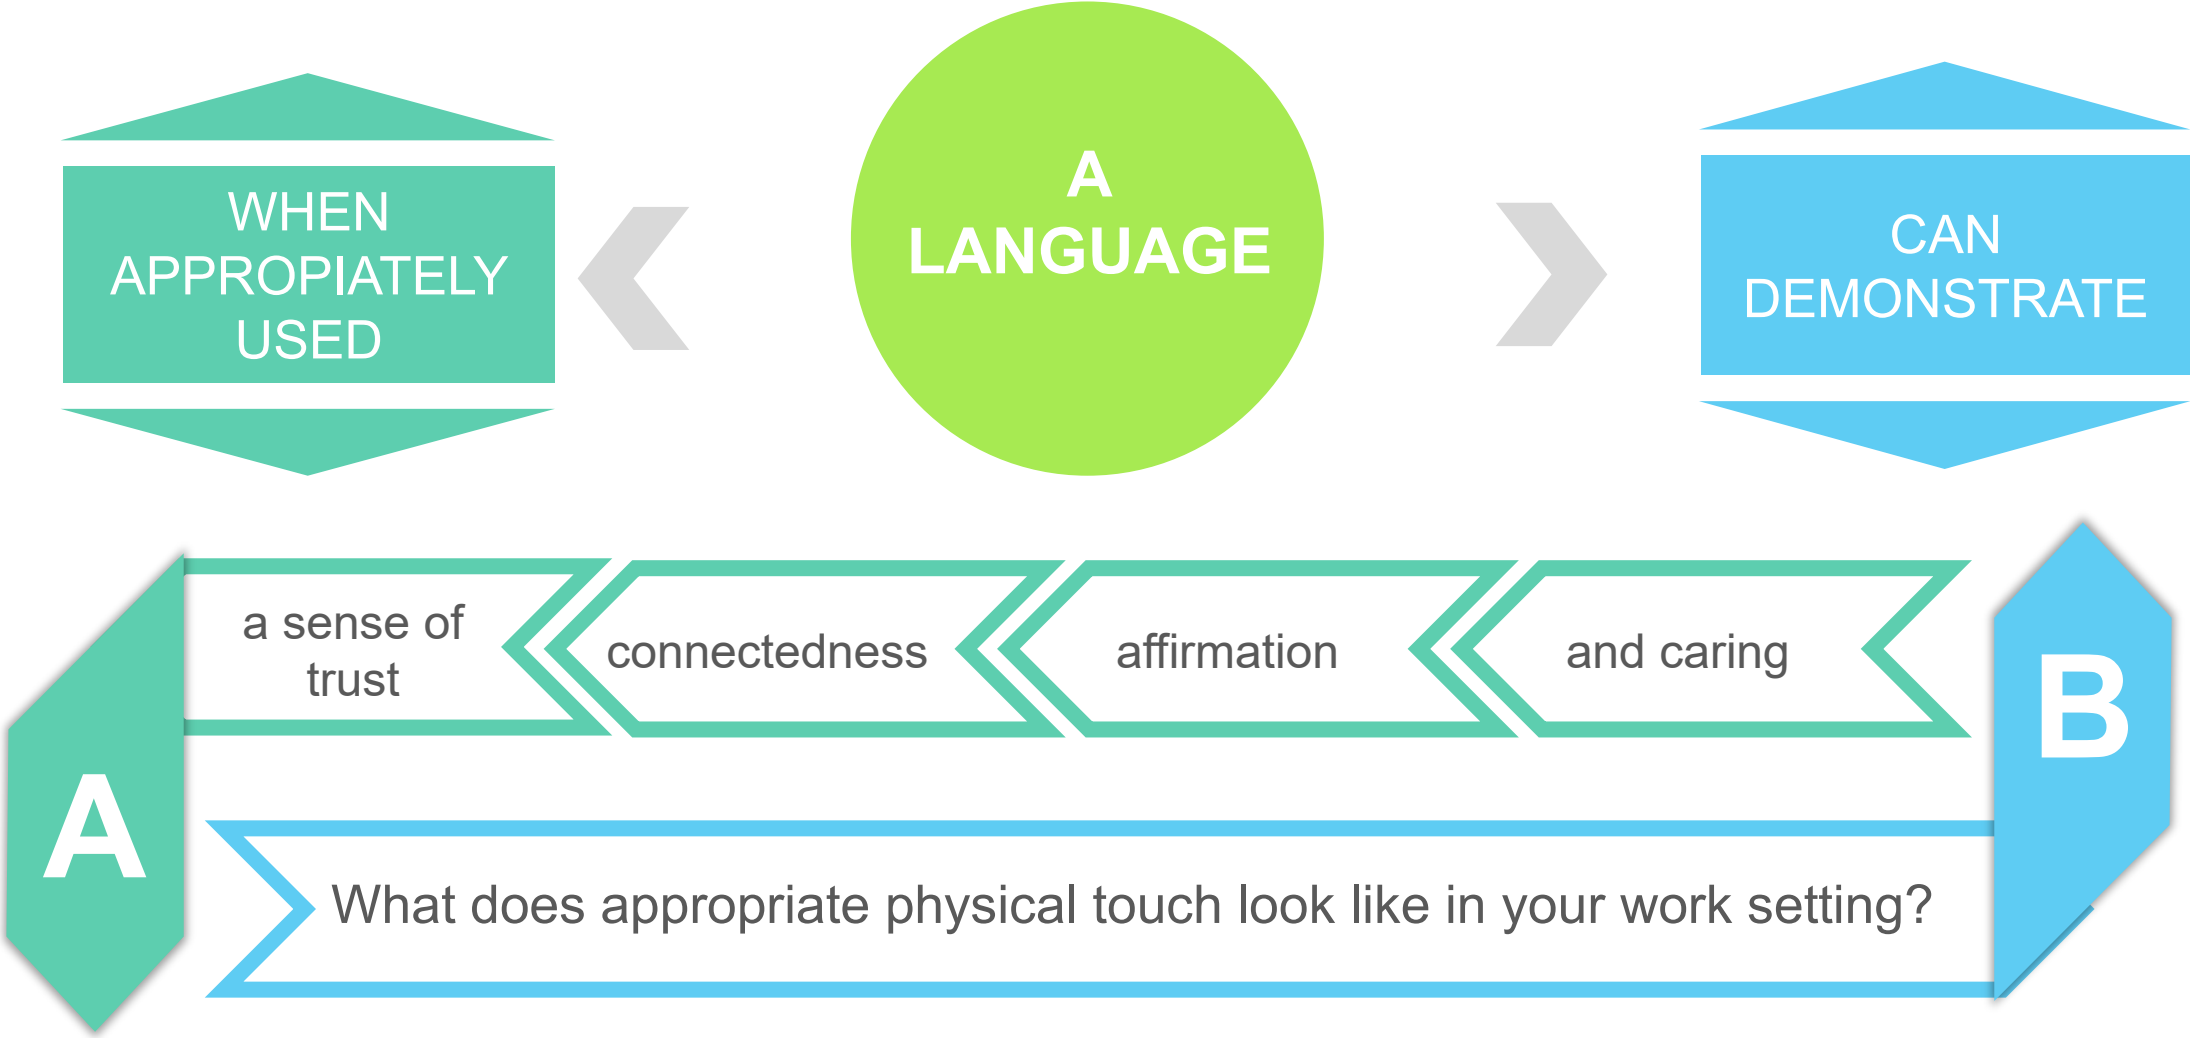 A
LANGUAGE
WHEN
APPROPIATELY
USED
CAN
DEMONSTRATE
a sense of
trust
connectedness
affirmation
and caring
A
B
What does appropriate physical touch look like in your work setting?